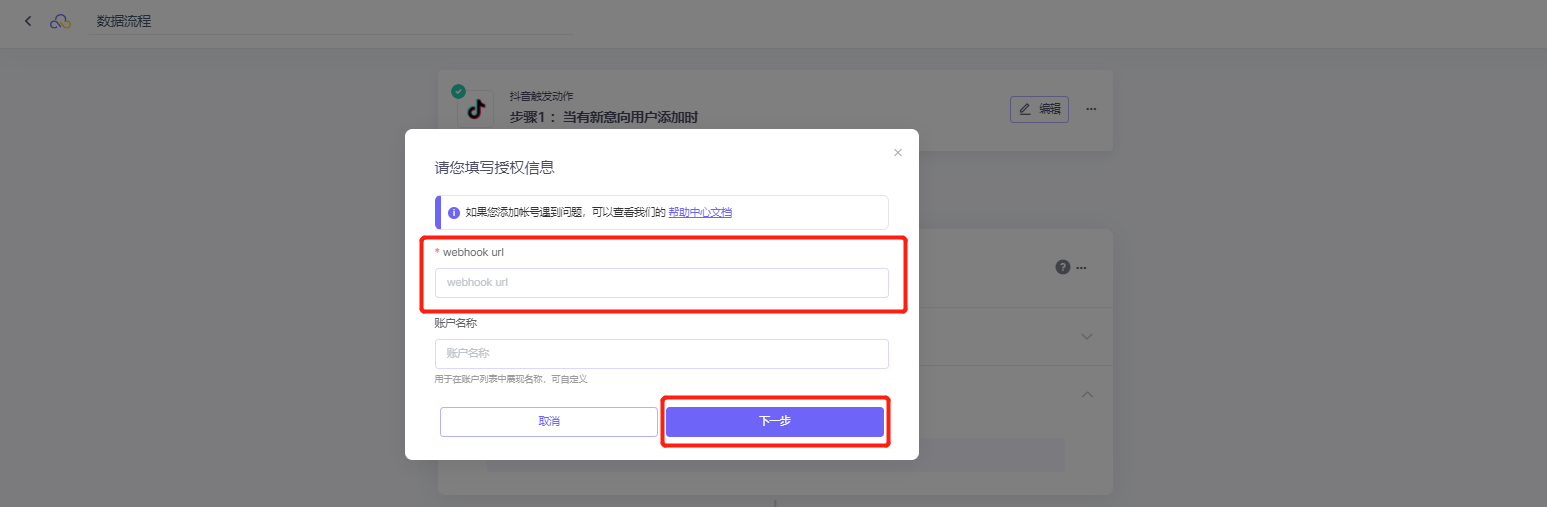 数据流程
抖音触发动作
步骤1： 当有新意向用户添加时
编辑
请您填写授权信息
如果您添加帐号遇到问题，可以查看我们的 帮助中心文档
* webhook url
webhook url
账户名称
账户名称
用于在账户列表中展现名称，可自定义
取消
下一步